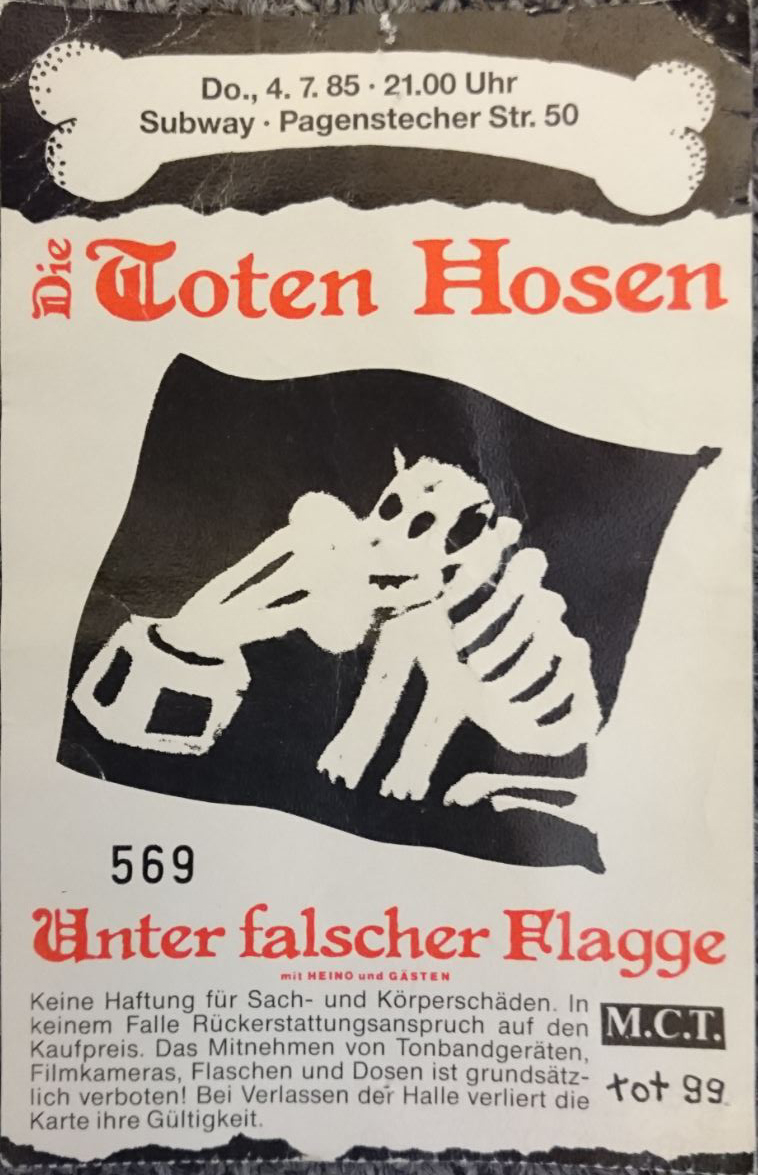 Do., 4. 7. 85 · 21.00 Uhr
Subway · Pagenstecher Str. 50
Die Toten Hosen
569
Unter falscher Flagge
mit HEINO und GÄSTEN
Keine Haftung für Sach- und Körperschäden. In
keinem Falle Rückerstattungsanspruch auf den
Kaufpreis. Das Mitnehmen von Tonbandgeräten,
Filmkameras, Flaschen und Dosen ist grundsätz-
lich verboten! Bei Verlassen der Halle verliert die
Karte ihre Gültigkeit.
M.C.T.
tot 99